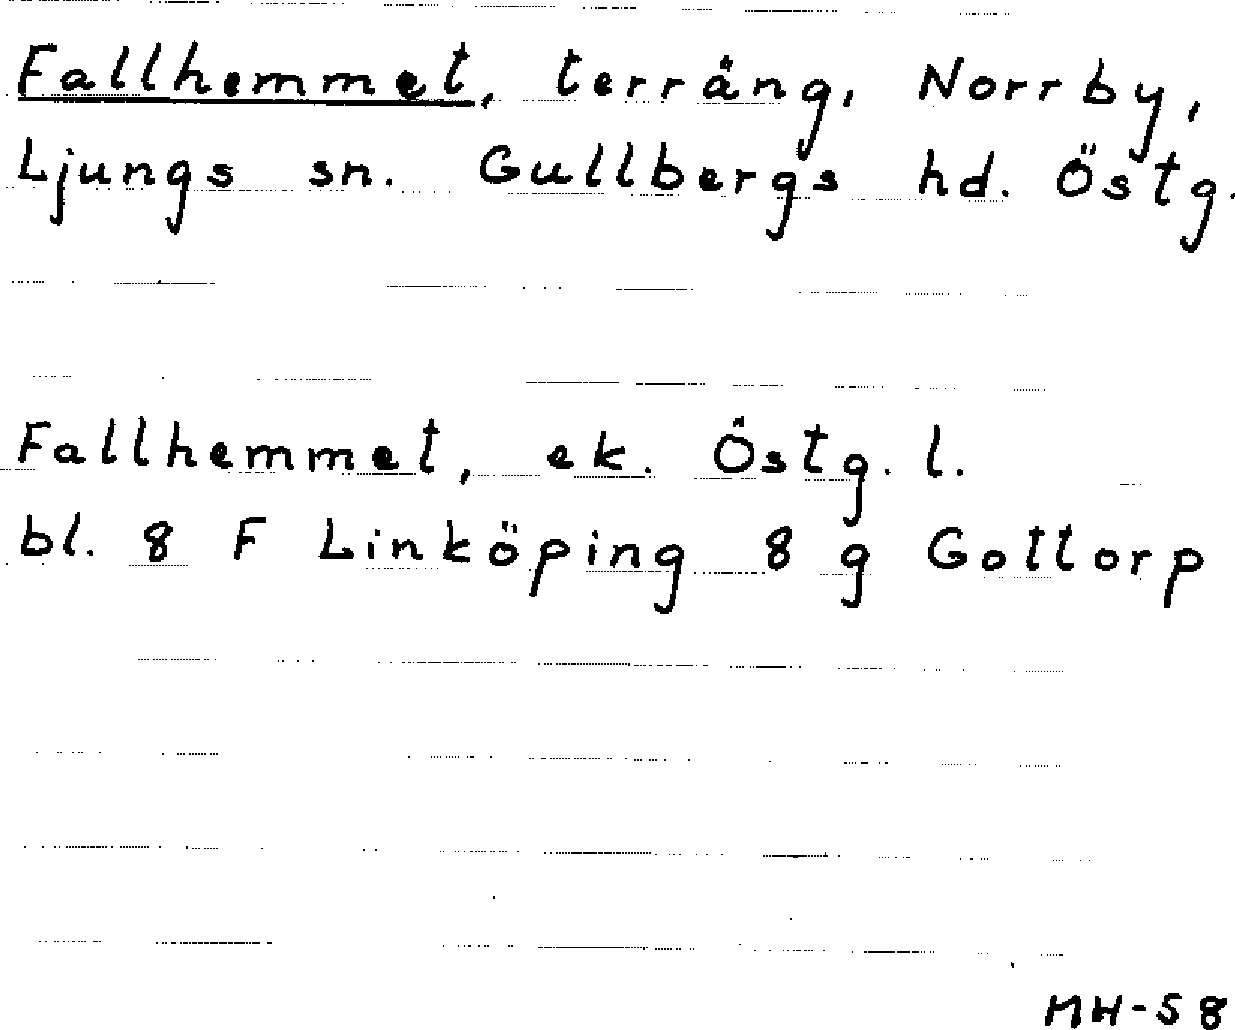 Fallhemmet, terräng, Norrby,
Ljungs sn. Gullbergs hd. Östg.
Fallhemmet, ek. Östg. l.
bl. 8 F Linköping 8 g Gottorp
MH-58